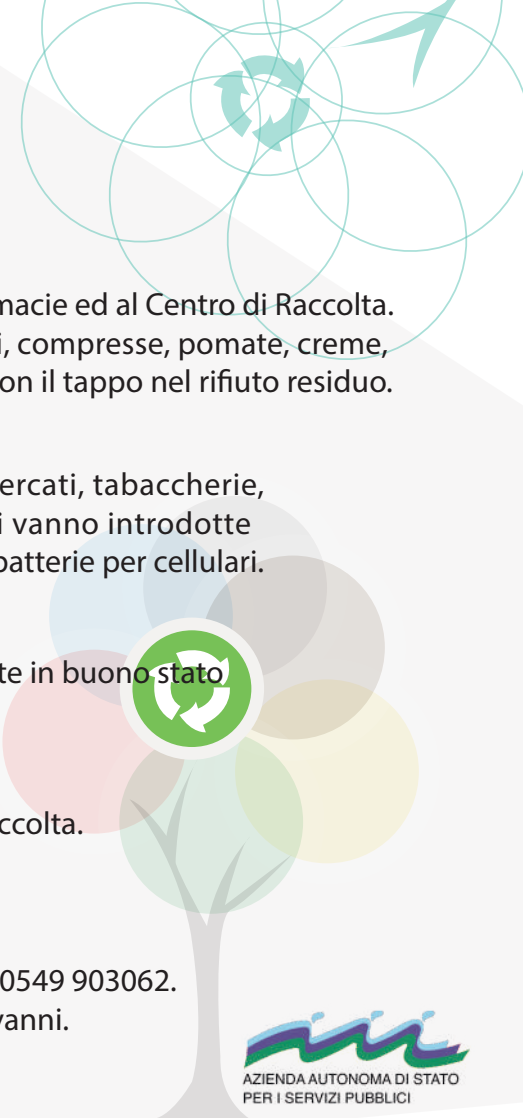 macie ed al Centro di Raccolta.
i, compresse, pomate, creme,
on il tappo nel rifiuto residuo.
ercati, tabaccherie,
i vanno introdotte
batterie per cellulari.
te in buono stato
ccolta.
0549 903062.
vanni.
AZIENDA AUTONOMA DI STATO
PER I SERVIZI PUBBLICI